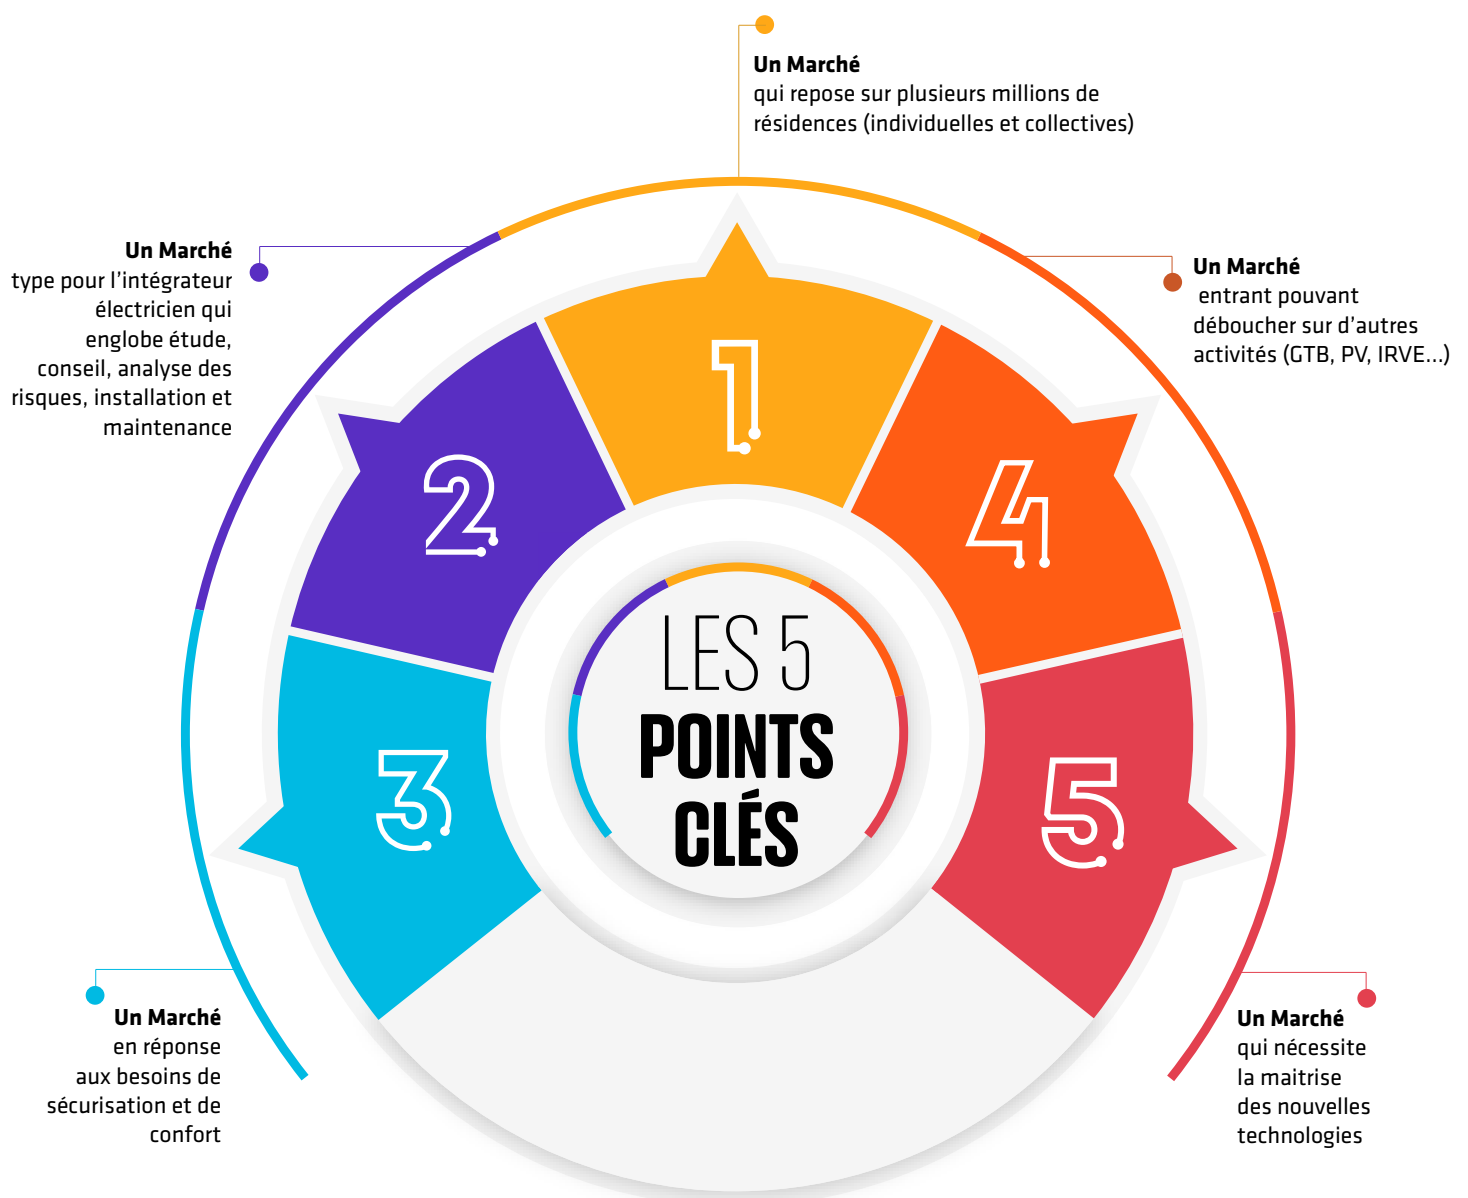 Un Marché
qui repose sur plusieurs millions de
résidences (individuelles et collectives)
1
Un Marché
type pour l'intégrateur
électricien qui
englobe étude,
conseil, analyse des
risques, installation et
maintenance
2
Un Marché
en réponse
aux besoins de
sécurisation et de
confort
3
Un Marché
entrant pouvant
déboucher sur d'autres
activités (GTB, PV, IRVE...)
4
Un Marché
qui nécessite
la maitrise
des nouvelles
technologies
5
LES 5
POINTS
CLÉS